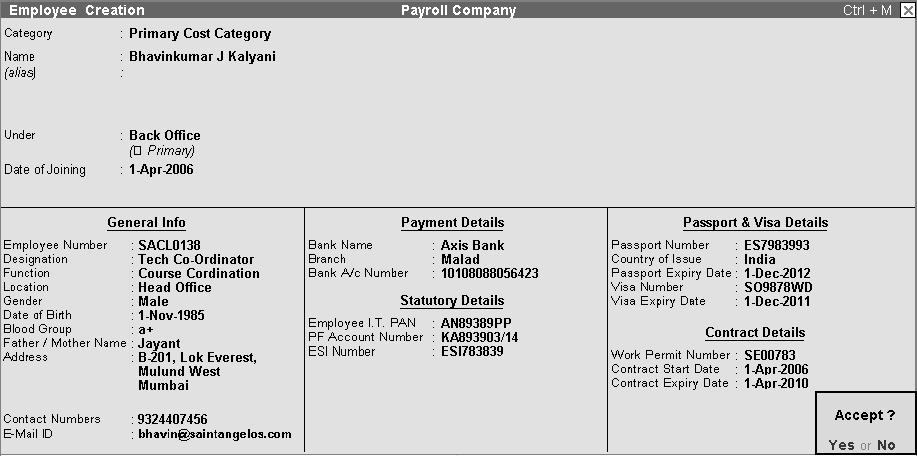 Employee Creation Payroll Company Ctrl + M
Category : Primary Cost Category
Name : Bhavinkumar J Kalyani
(alias) :
Under : Back Office
(□ Primary)
Date of Joining : 1-Apr-2006
General Info
Employee Number : SACL0138
Designation : Tech Co-Ordinator
Function : Course Cordination
Location : Head Office
Gender : Male
Date of Birth : 1-Nov-1985
Blood Group : a+
Father / Mother Name : Jayant
Address : B-201, Lok Everest,
Mulund West
Mumbai
Contact Numbers : 9324407456
E-Mail ID : bhavin@saintangelos.com
Payment Details
Bank Name : Axis Bank
Branch : Malad
Bank A/c Number : 10108088056423
Statutory Details
Employee I.T. PAN : AN89389PP
PF Account Number : KA893903/14
ESI Number : ESI783839
Passport & Visa Details
Passport Number : ES7983993
Country of Issue : India
Passport Expiry Date : 1-Dec-2012
Visa Number : SO9878WD
Visa Expiry Date : 1-Dec-2011
Contract Details
Work Permit Number : SE00783
Contract Start Date : 1-Apr-2006
Contract Expiry Date : 1-Apr-2010
Accept ?
Yes or No